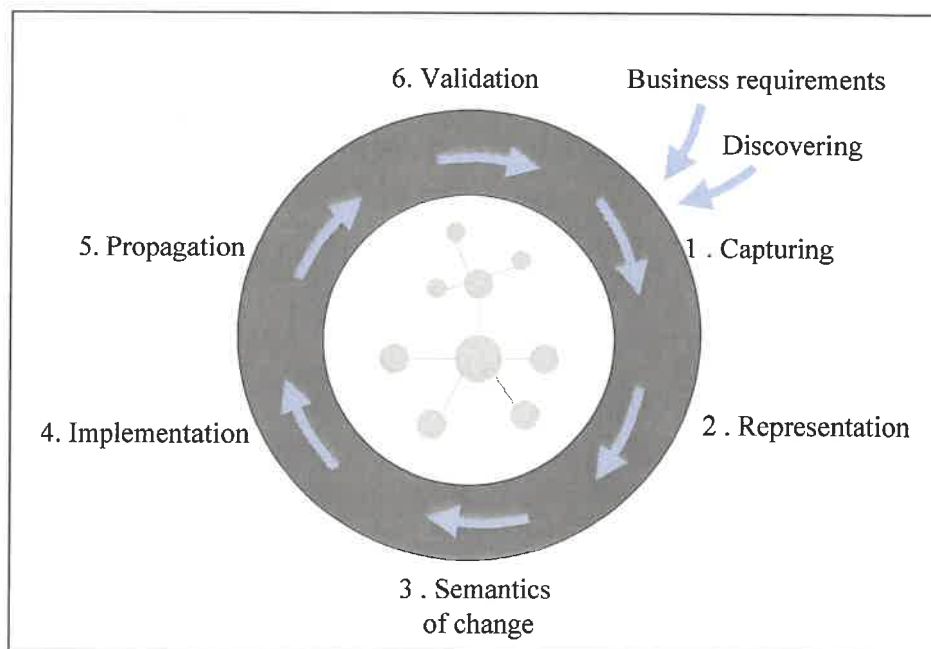 6. Validation
Business requirements
Discovering
1 . Capturing
2 . Representation
3 . Semantics
of change
4. Implementation
5. Propagation